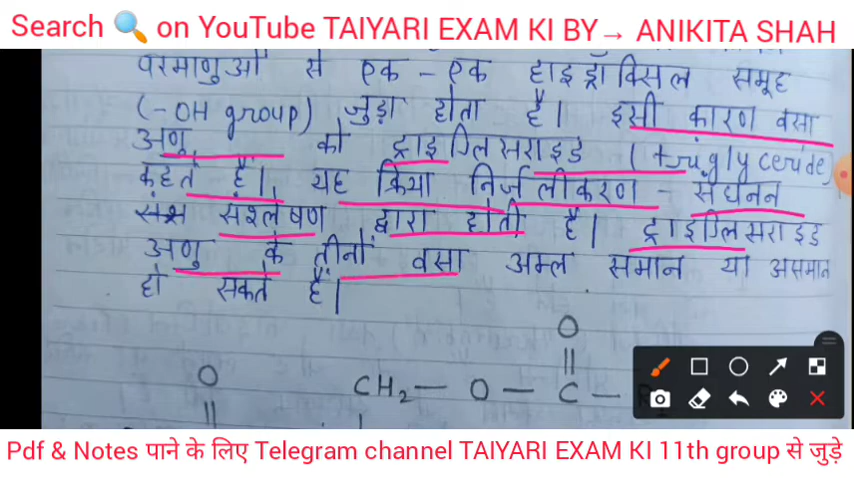 Search 🔍 on YouTube TAIYARI EXAM KI BY→ ANIKITA SHAH
परमाणुओं से एक - एक हाइड्रॉक्सिल समूह
(-OH group) जुड़ा होता है। इसी कारण वसा
अणु को ट्राइग्लिसराइड (triglyceride)
कहते हैं। यह क्रिया निर्जलीकरण - संघनन
संश्लेषण द्वारा होती है। ट्राइग्लिसराइड
अणु के तीनों वसा अम्ल समान या असमान
हो सकते हैं।
O
O
||
CH₂ — O — C —
||
Pdf & Notes पाने के लिए Telegram channel TAIYARI EXAM KI 11th group से जुड़े